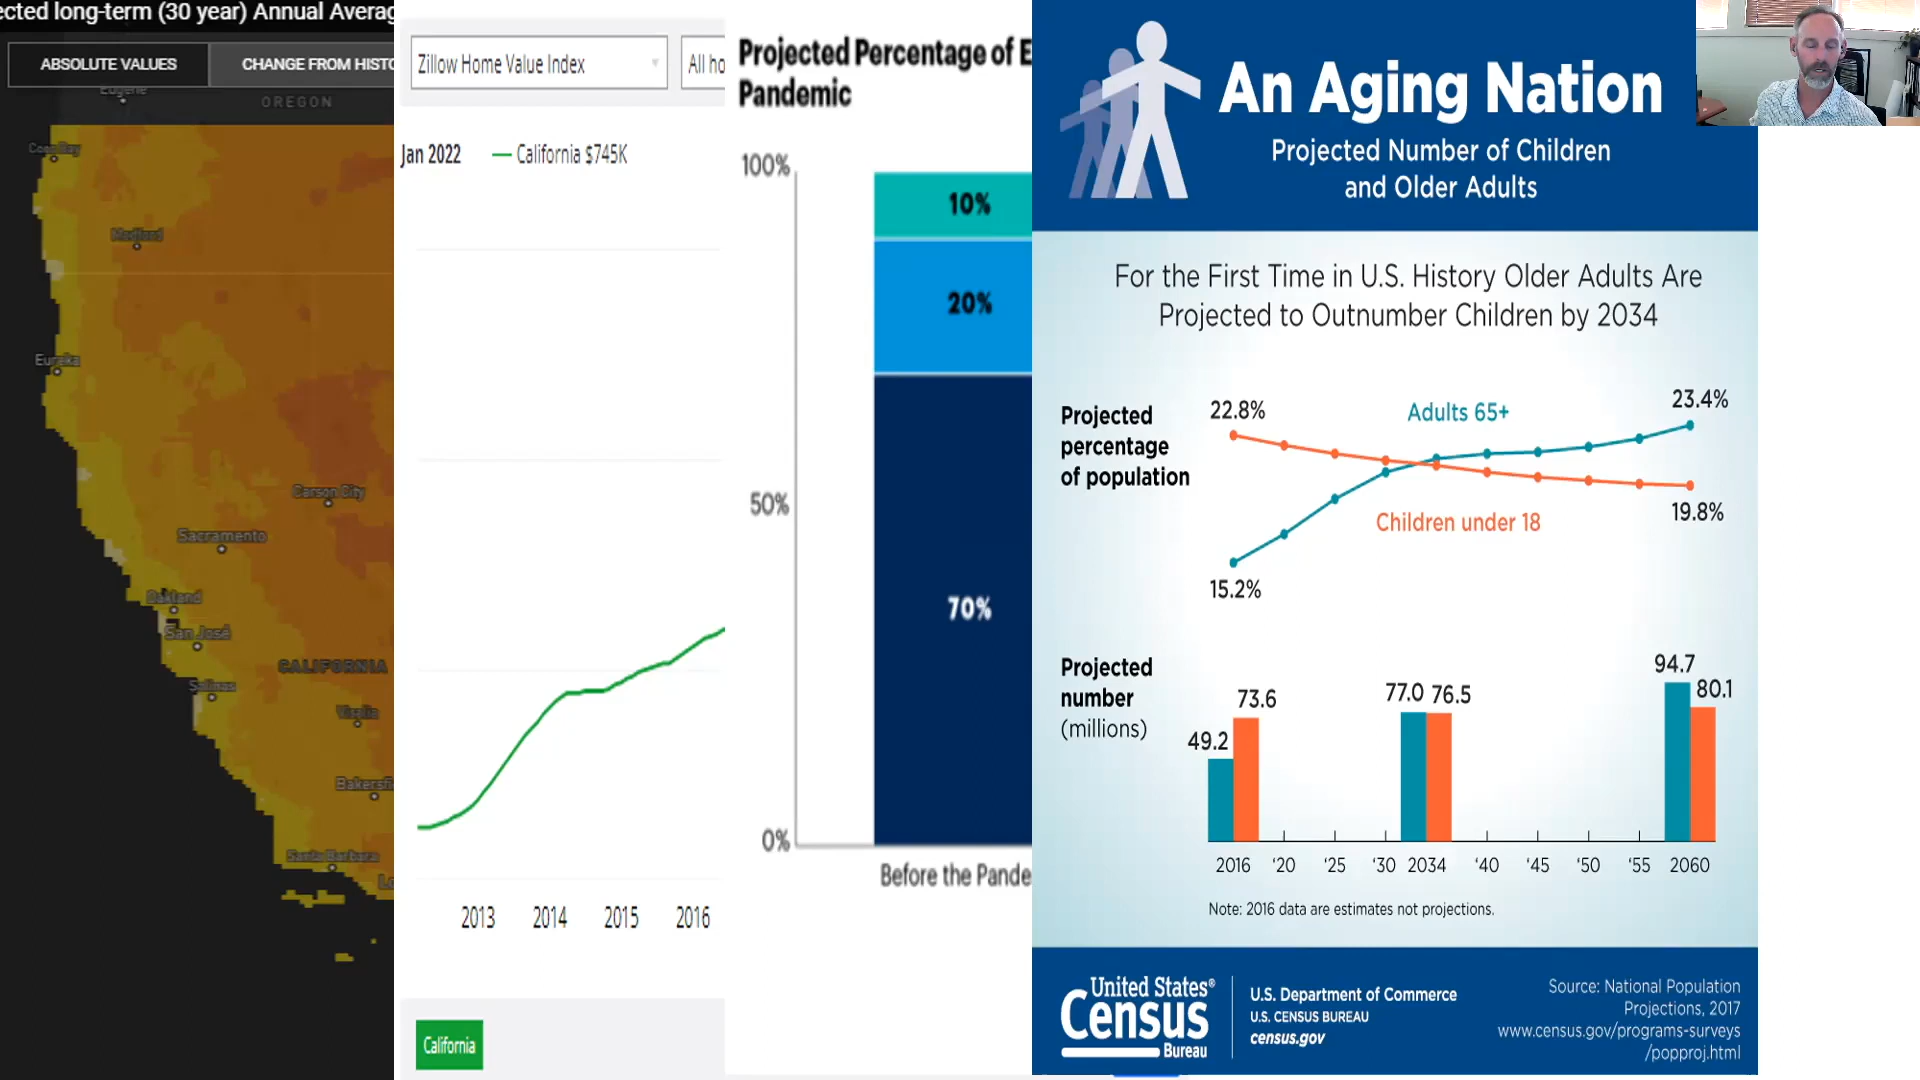 ected long-term (30 year) Annual Averag
ABSOLUTE VALUES
CHANGE FROM HISTO
Eugene
OREGON
Coos Bay
Medford
Eureka
Carson City
Sacramento
Oakland
San José
CALIFORNIA
Salinas
Visalia
Bakersfi
Santa Barbara
Lo
Zillow Home Value Index
All ho
Jan 2022
California $745K
2013 2014 2015 2016
California
Projected Percentage of E
Pandemic
100%
50%
0%
10%
20%
70%
Before the Pande
An Aging Nation
Projected Number of Children
and Older Adults
For the First Time in U.S. History Older Adults Are
Projected to Outnumber Children by 2034
Projected
percentage
of population
22.8%
Adults 65+
23.4%
Children under 18
19.8%
15.2%
Projected
number
(millions)
49.2
73.6
77.0 76.5
94.7
80.1
2016 '20 '25 '30 2034 '40 '45 '50 '55 2060
Note: 2016 data are estimates not projections.
United States®
Census
Bureau
U.S. Department of Commerce
U.S. CENSUS BUREAU
census.gov
Source: National Population
Projections, 2017
www.census.gov/programs-surveys
/popproj.html